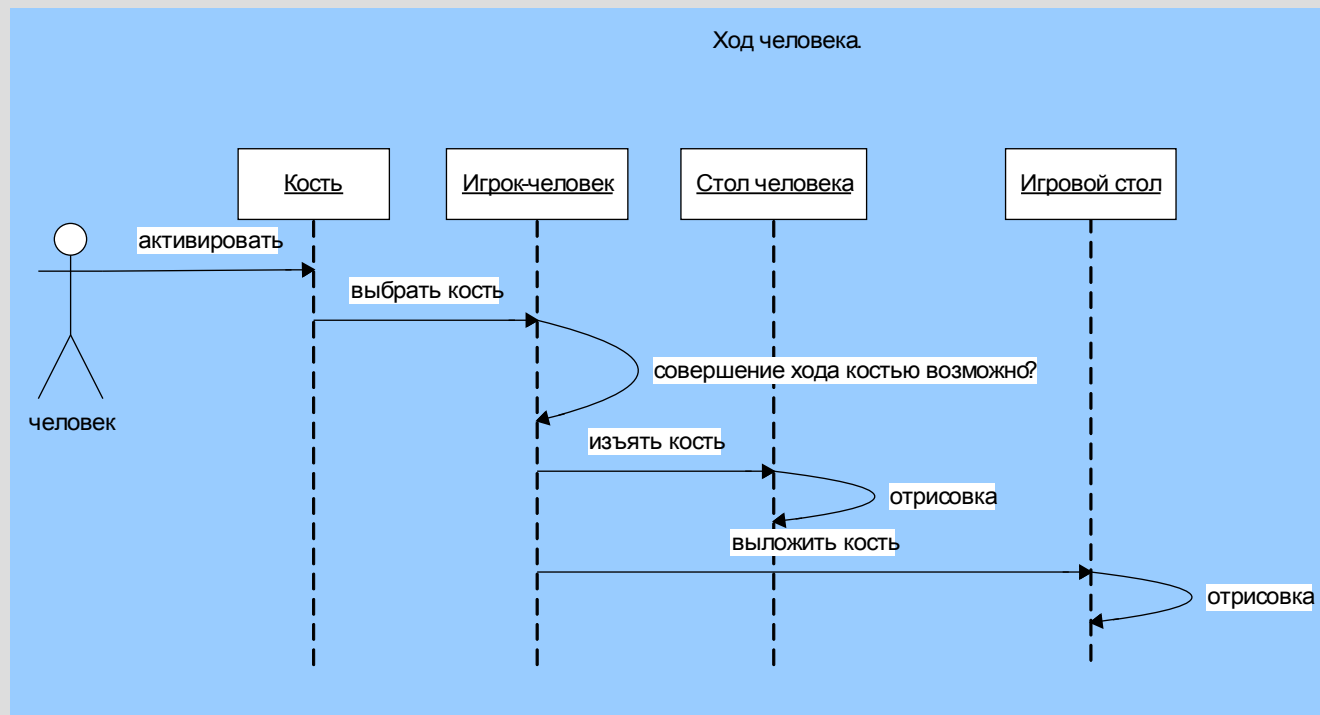 Ход человека.
Кость
Игрок-человек
Стол человека
Игровой стол
активировать
выбрать кость
совершение хода костью возможно?
человек
изъять кость
отрисовка
выложить кость
отрисовка